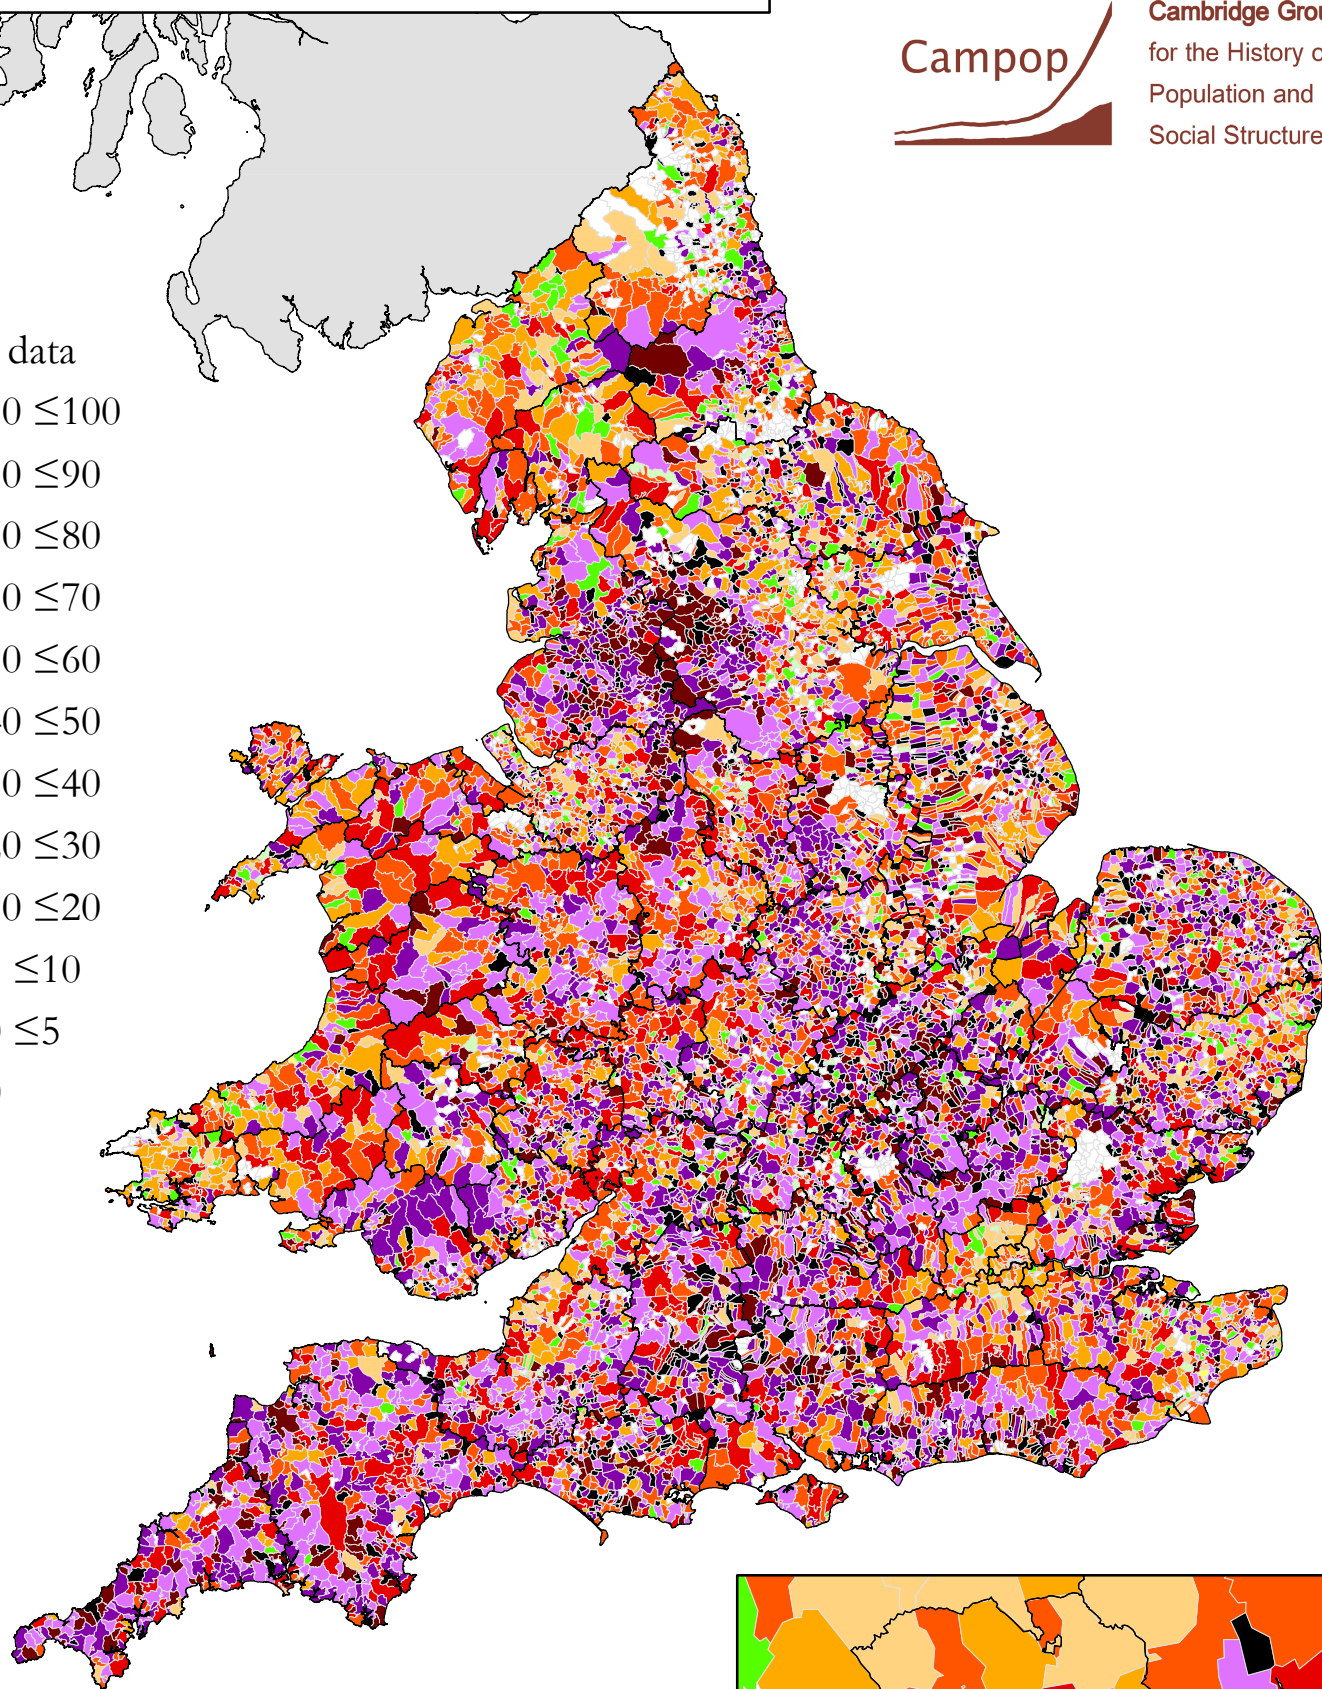 Campop
Cambridge Grou
for the History o
Population and
Social Structure
data
0 ≤100
0 ≤90
0 ≤80
0 ≤70
0 ≤60
0 ≤50
0 ≤40
0 ≤30
0 ≤20
≤10
≤5